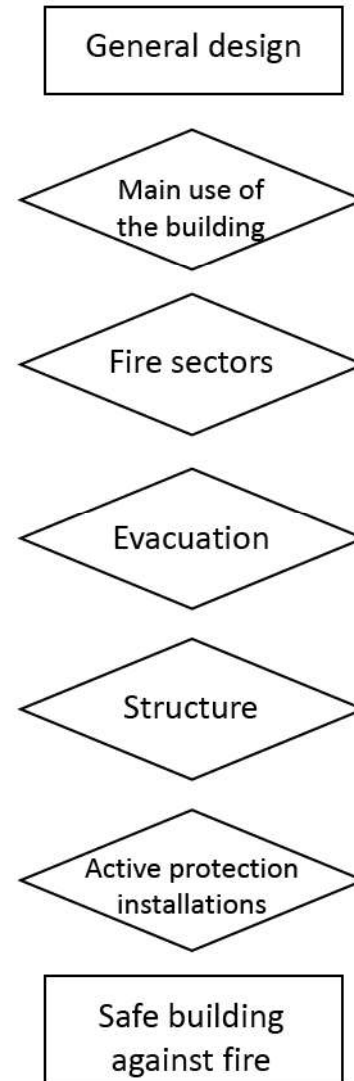 General design
Main use of
the building
Fire sectors
Evacuation
Structure
Active protection
installations
Safe building
against fire